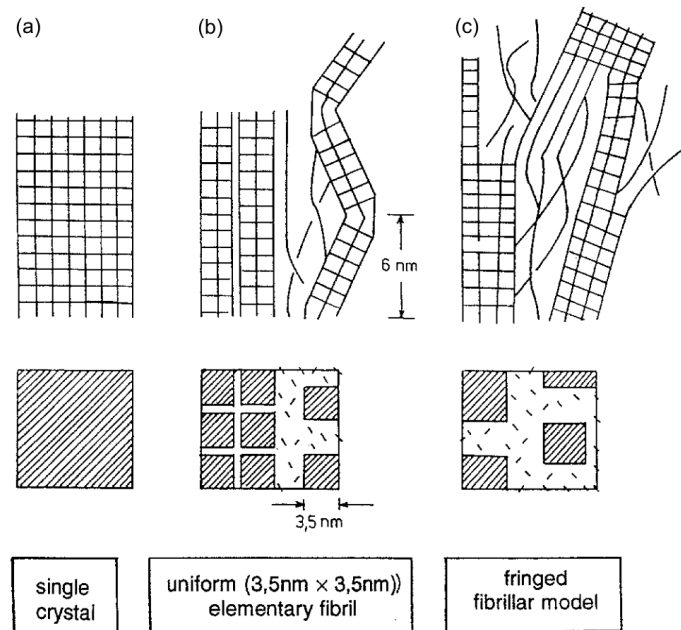 (a)
(b)
(c)
6 nm
3,5 nm
single
crystal
uniform (3,5nm × 3,5nm))
elementary fibril
fringed
fibrillar model